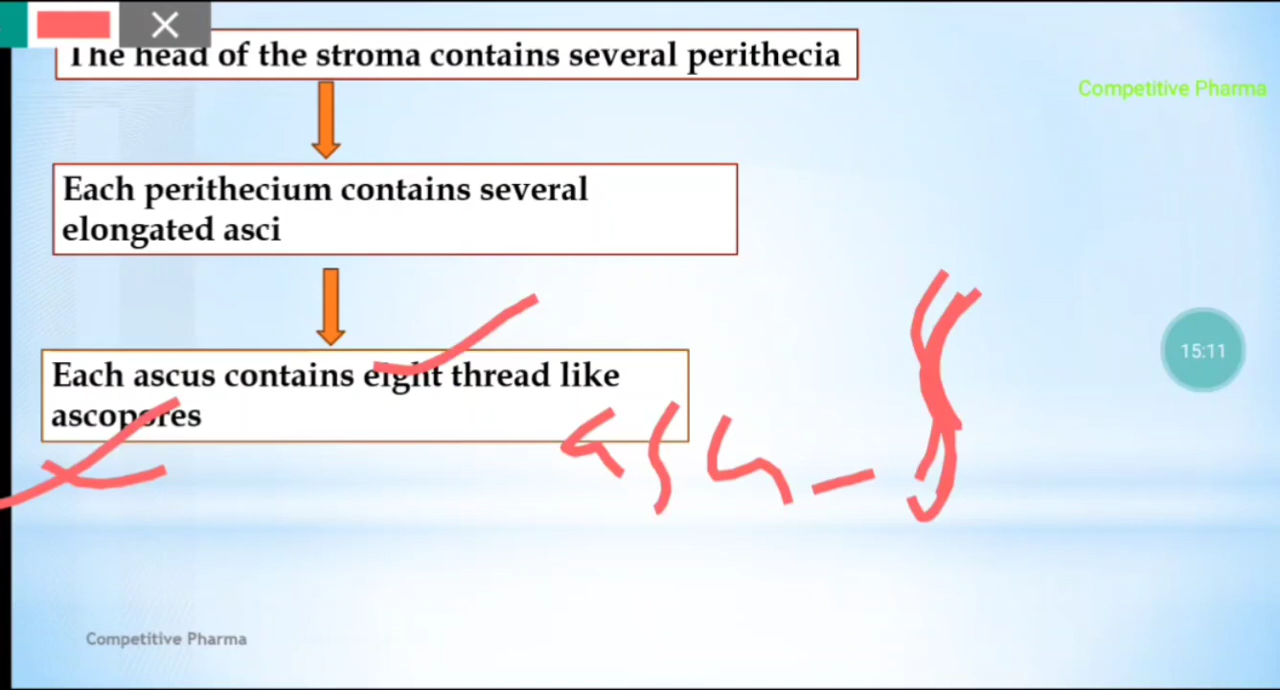 The head of the stroma contains several perithecia
Competitive Pharma
Each perithecium contains several
elongated asci
15:11
Each ascus contains eight thread like
ascopores
Competitive Pharma